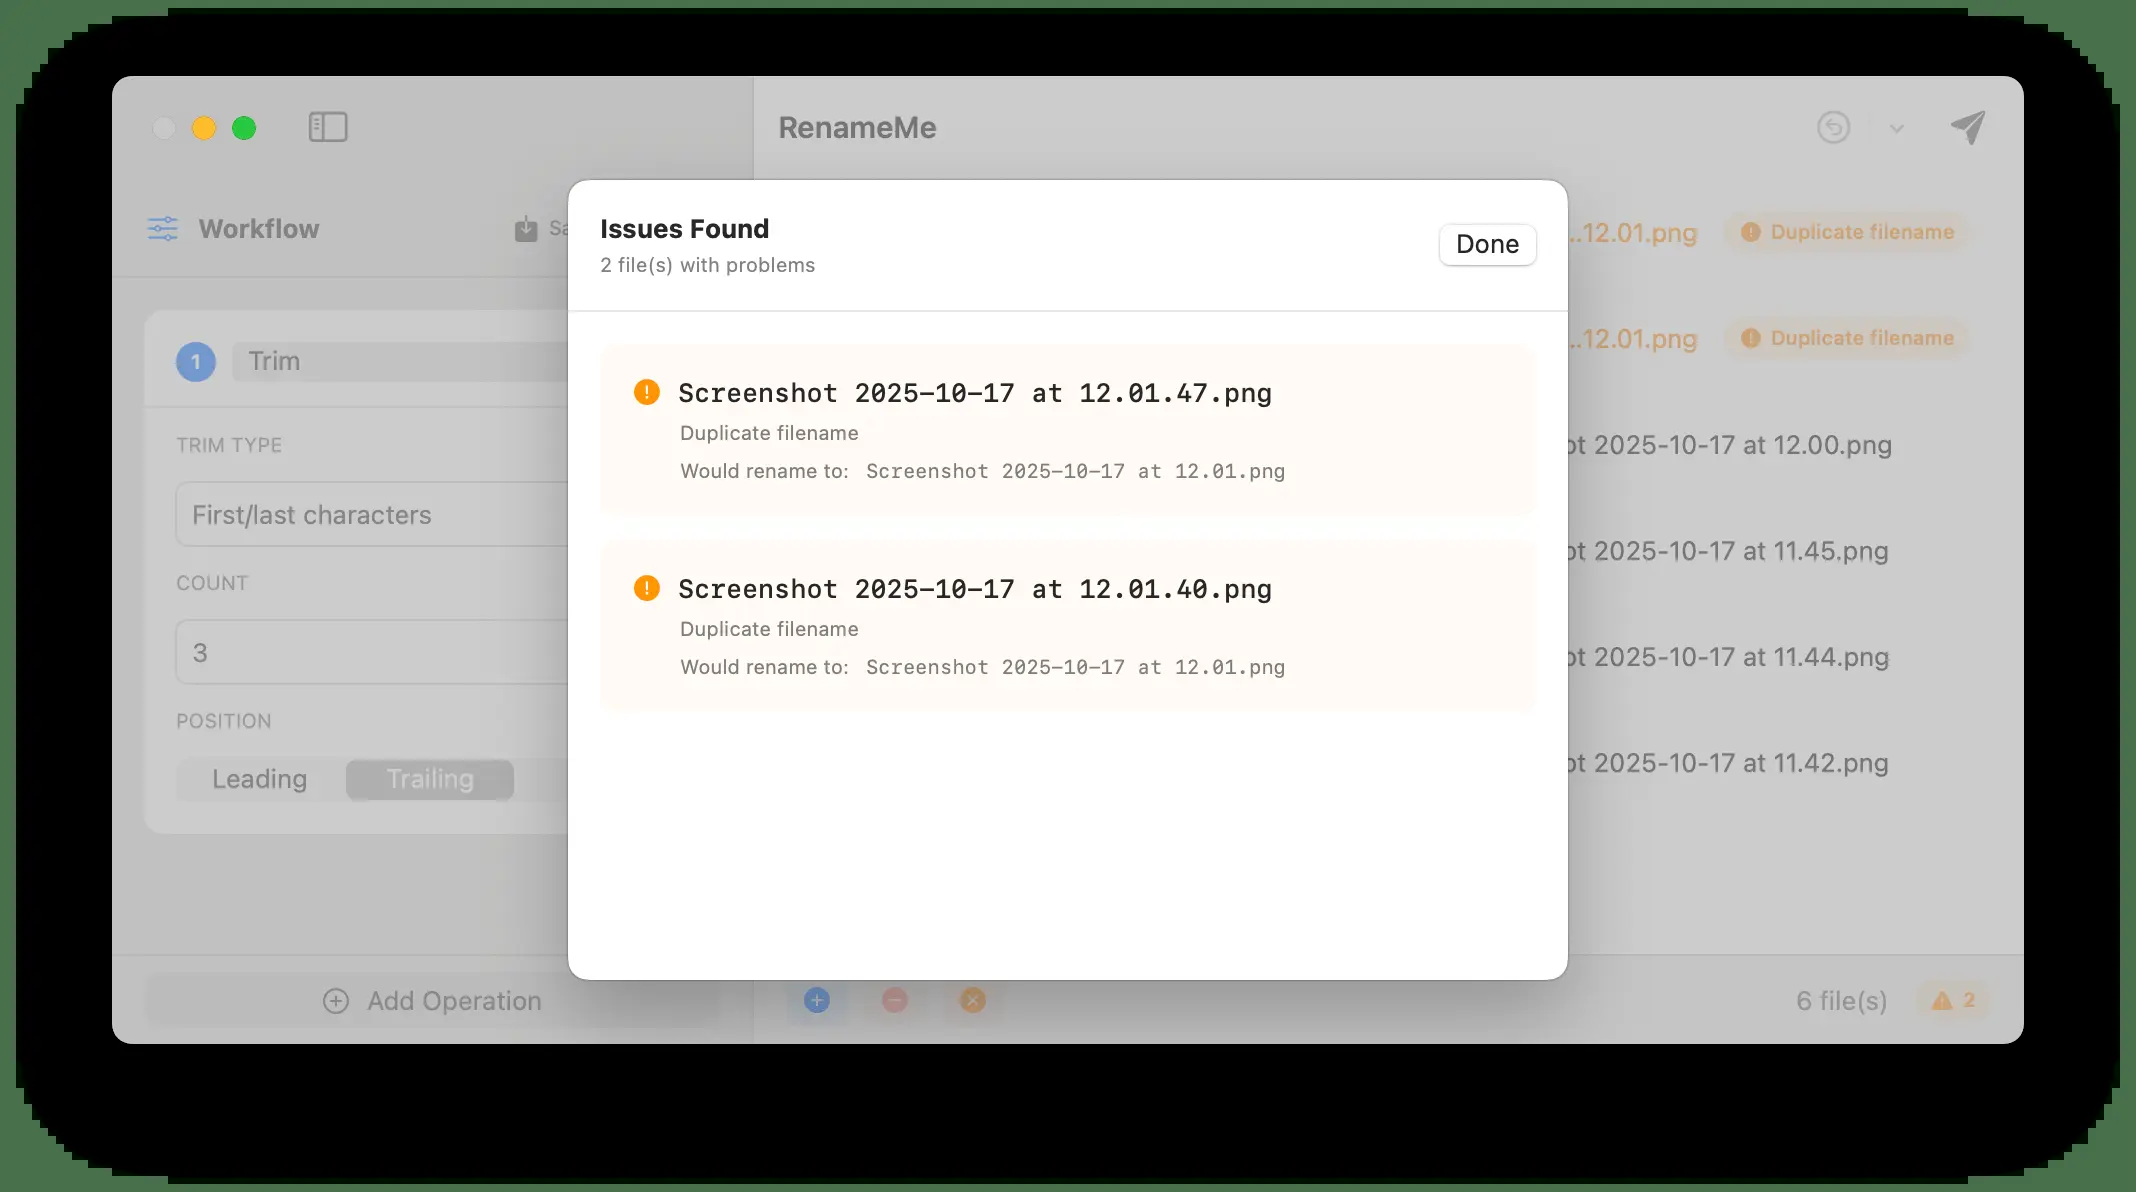 RenameMe
Workflow
Issues Found
2 file(s) with problems
Done
..12.01.png
Duplicate filename
1
Trim
TRIM TYPE
First/last characters
COUNT
3
POSITION
Leading
Trailing
Screenshot 2025-10-17 at 12.01.47.png
Duplicate filename
Would rename to: Screenshot 2025-10-17 at 12.01.png
Screenshot 2025-10-17 at 12.01.40.png
Duplicate filename
Would rename to: Screenshot 2025-10-17 at 12.01.png
..12.01.png
Duplicate filename
2025-10-17 at 12.00.png
2025-10-17 at 11.45.png
2025-10-17 at 11.44.png
2025-10-17 at 11.42.png
Add Operation
6 file(s)
2